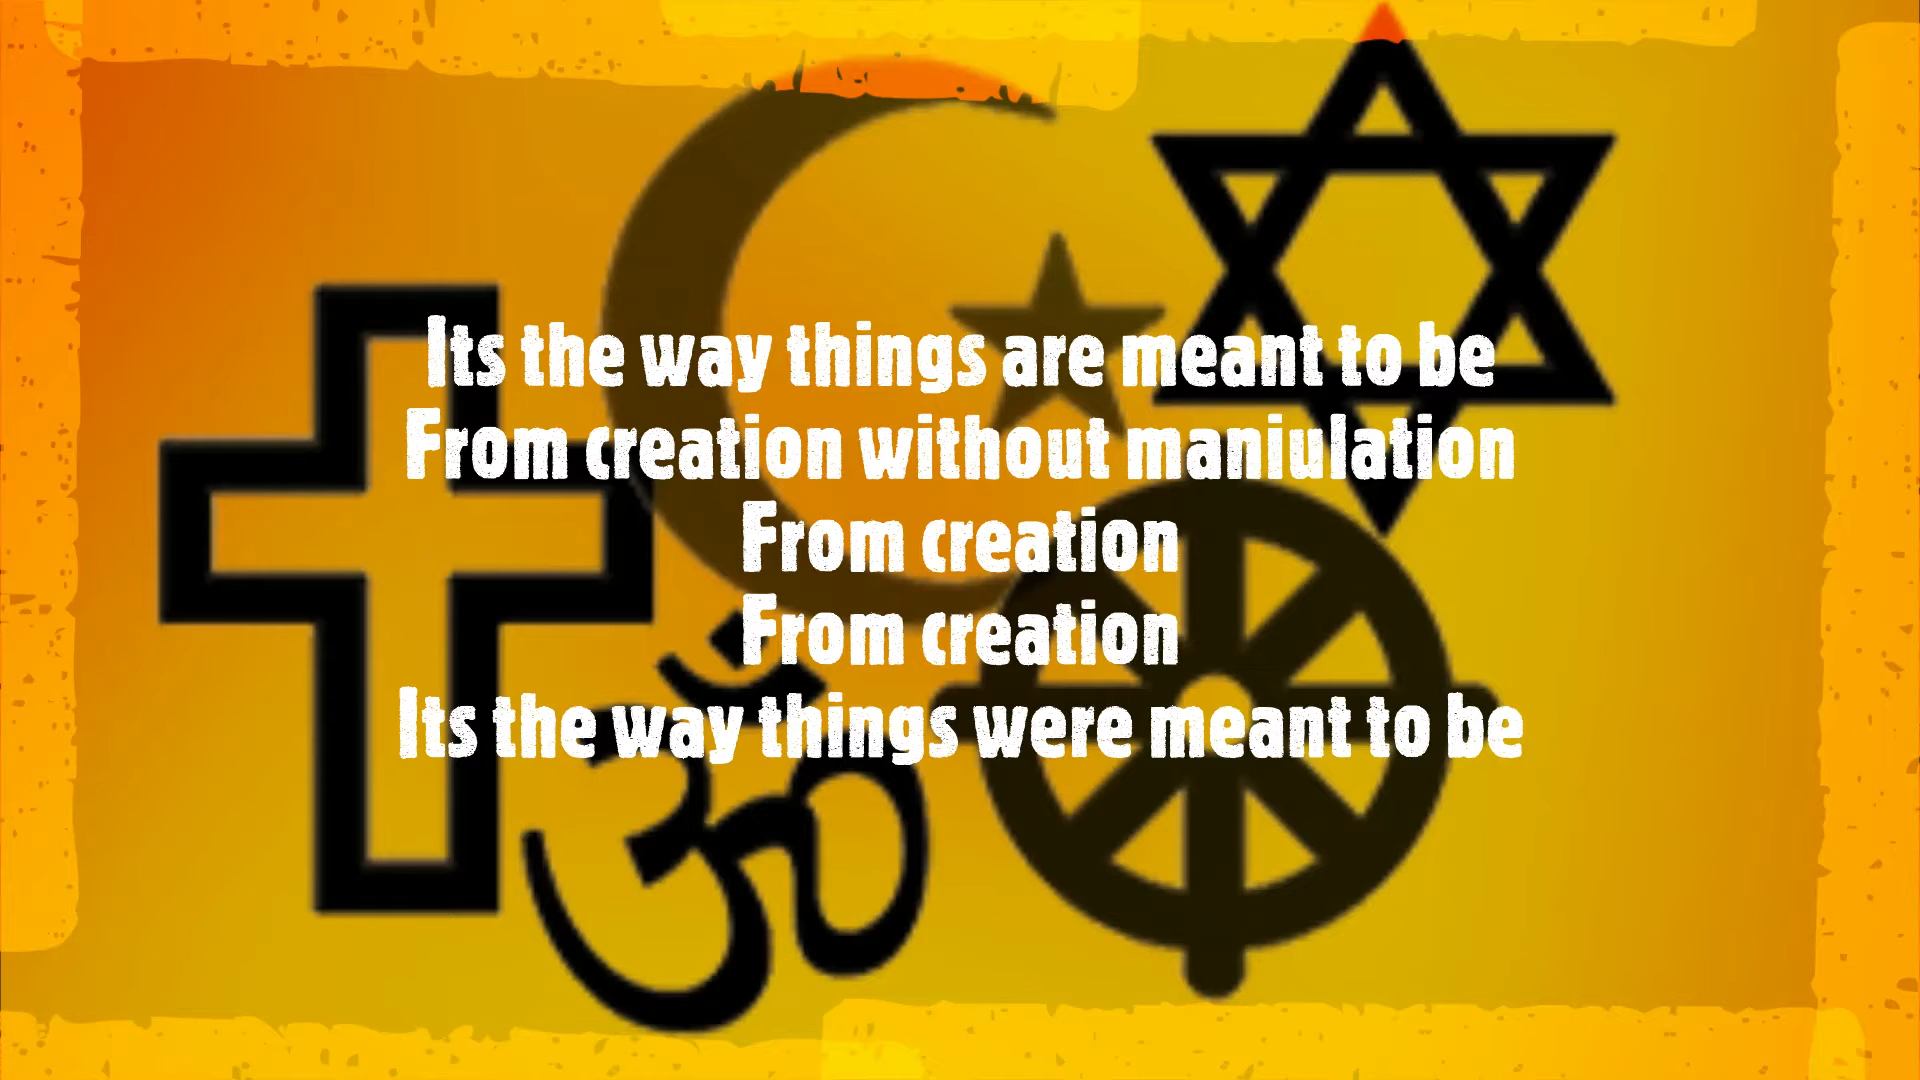 Its the way things are meant to be
From creation without maniulation
From creation
From creation
Its the way things were meant to be